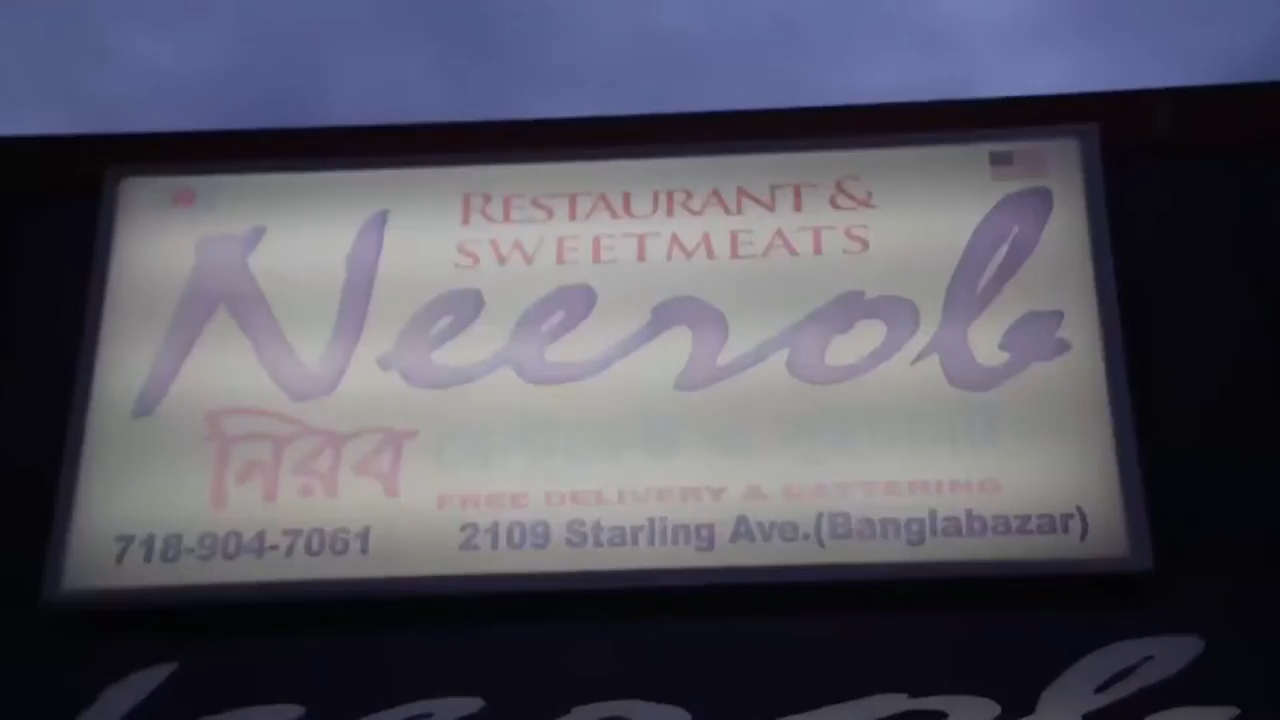 RESTAURANT &
SWEETMEATS
Neerob
নিরব
FREE DELIVERY & CATTERING
718-904-7061
2109 Starling Ave.(Banglabazar)